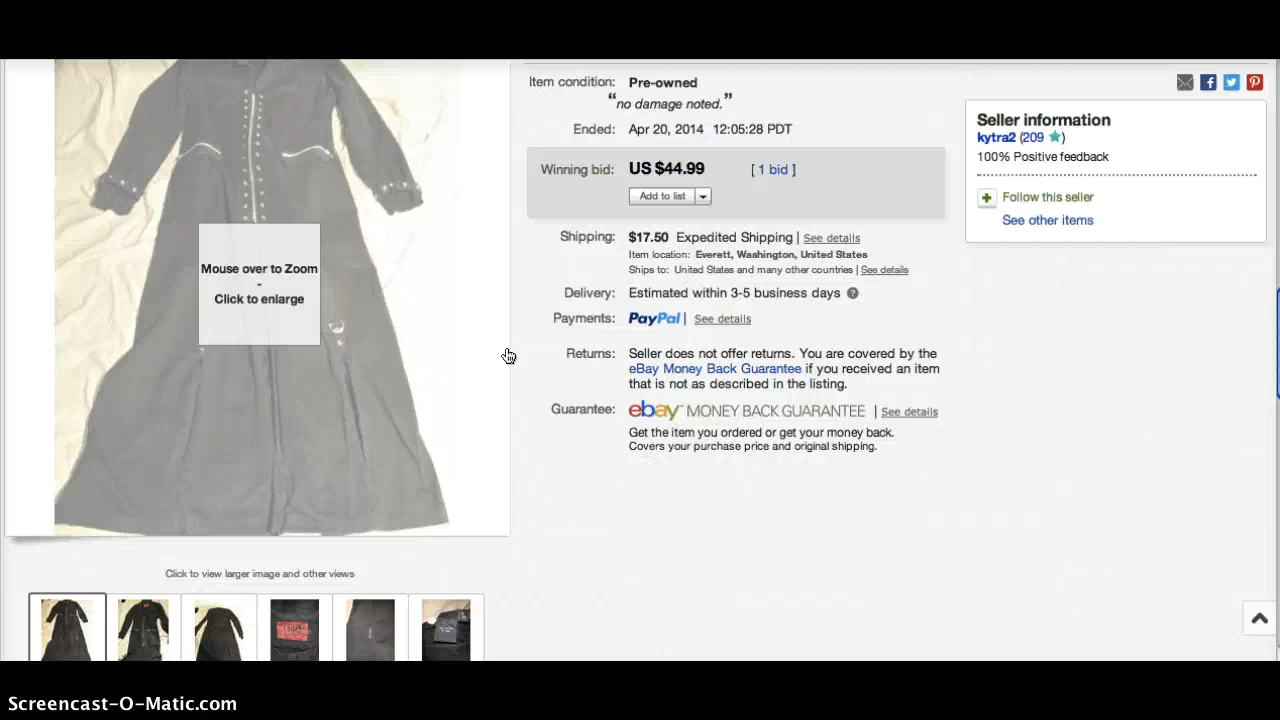 Item condition: Pre-owned
“no damage noted.”
Ended: Apr 20, 2014 12:05:28 PDT
Winning bid: US $44.99 [ 1 bid ]
Add to list
Shipping: $17.50 Expedited Shipping | See details
Item location: Everett, Washington, United States
Ships to: United States and many other countries | See details
Delivery: Estimated within 3-5 business days ?
Payments: PayPal | See details
Returns: Seller does not offer returns. You are covered by the
eBay Money Back Guarantee if you received an item
that is not as described in the listing.
Guarantee: ebay™ MONEY BACK GUARANTEE | See details
Get the item you ordered or get your money back.
Covers your purchase price and original shipping.
Seller information
kytra2 (209 ★)
100% Positive feedback
+ Follow this seller
See other items
Mouse over to Zoom
-
Click to enlarge
Click to view larger image and other views
Screencast-O-Matic.com